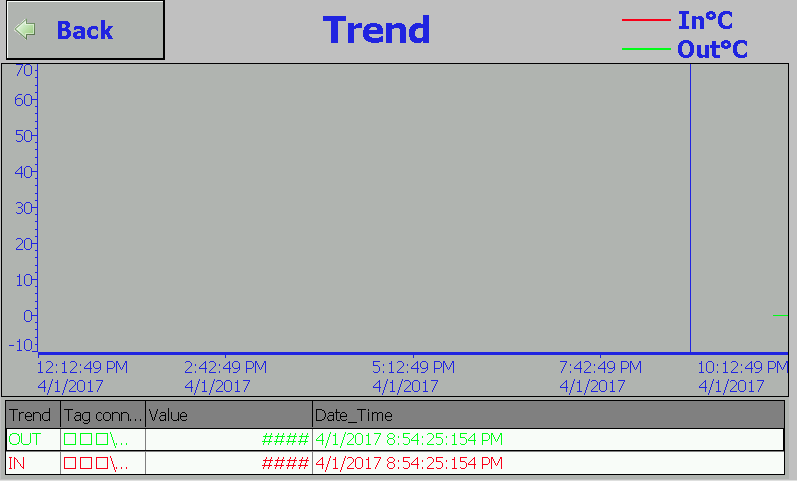 Back
Trend
In°C
Out°C
70
60
50
40
30
20
10
0
-10
12:12:49 PM 2:42:49 PM 5:12:49 PM 7:42:49 PM 10:12:49 PM
4/1/2017 4/1/2017 4/1/2017 4/1/2017 4/1/2017
Trend Tag conn... Value Date_Time
OUT □□□\.. #### 4/1/2017 8:54:25:154 PM
IN □□□\.. #### 4/1/2017 8:54:25:154 PM